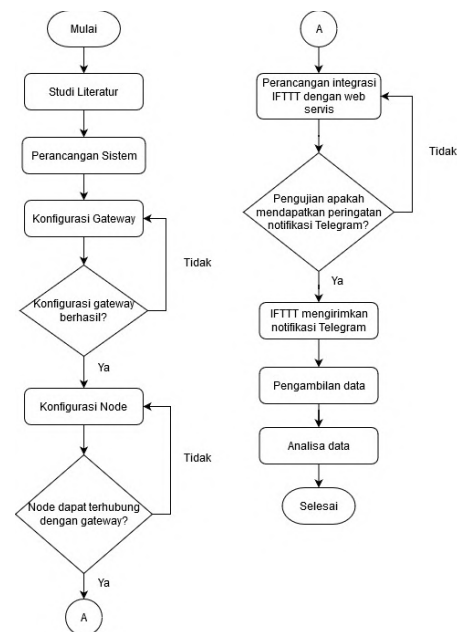 Mulai
Studi Literatur
Perancangan Sistem
Konfigurasi Gateway
Tidak
Konfigurasi gateway
berhasil?
Ya
Konfigurasi Node
Tidak
Node dapat terhubung
dengan gateway?
Ya
A
A
Perancangan integrasi
IFTTT dengan web
servis
Tidak
Pengujian apakah
mendapatkan peringatan
notifikasi Telegram?
Ya
IFTTT mengirimkan
notifikasi Telegram
Pengambilan data
Analisa data
Selesai